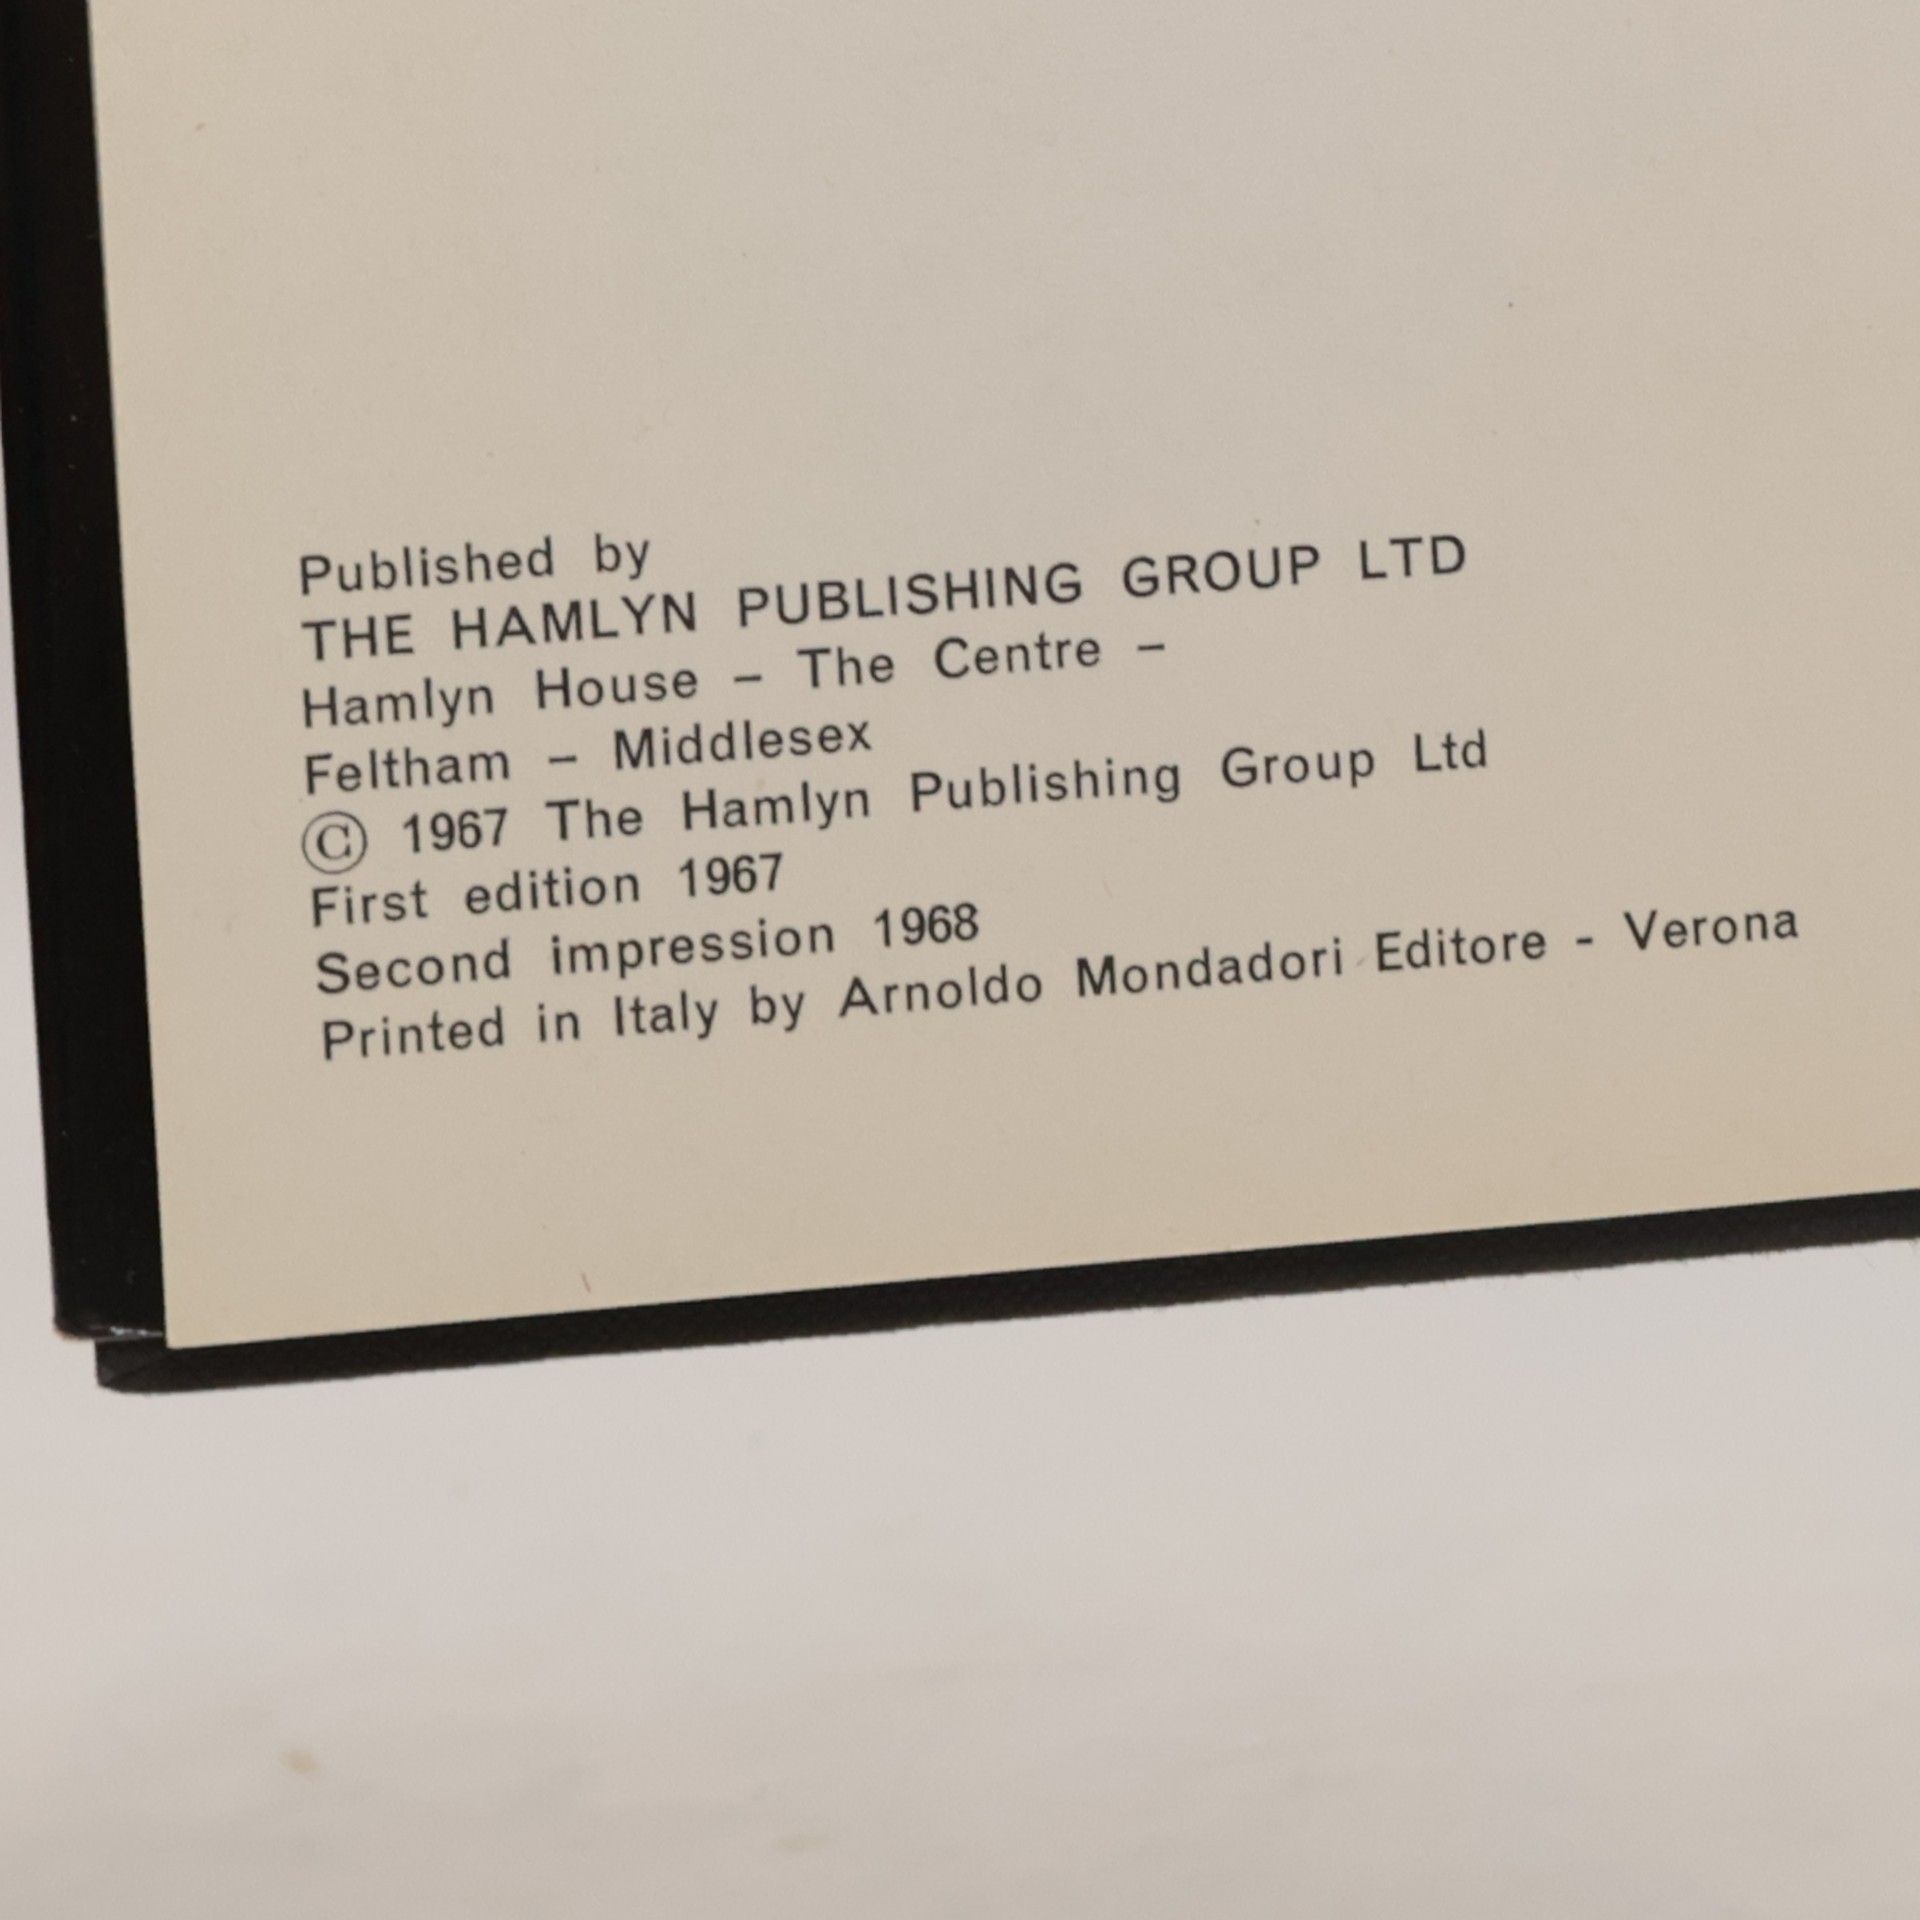 Published by
THE HAMLYN PUBLISHING GROUP LTD
Hamlyn House – The Centre –
Feltham – Middlesex
© 1967 The Hamlyn Publishing Group Ltd
First edition 1967
Second impression 1968
Printed in Italy by Arnoldo Mondadori Editore - Verona